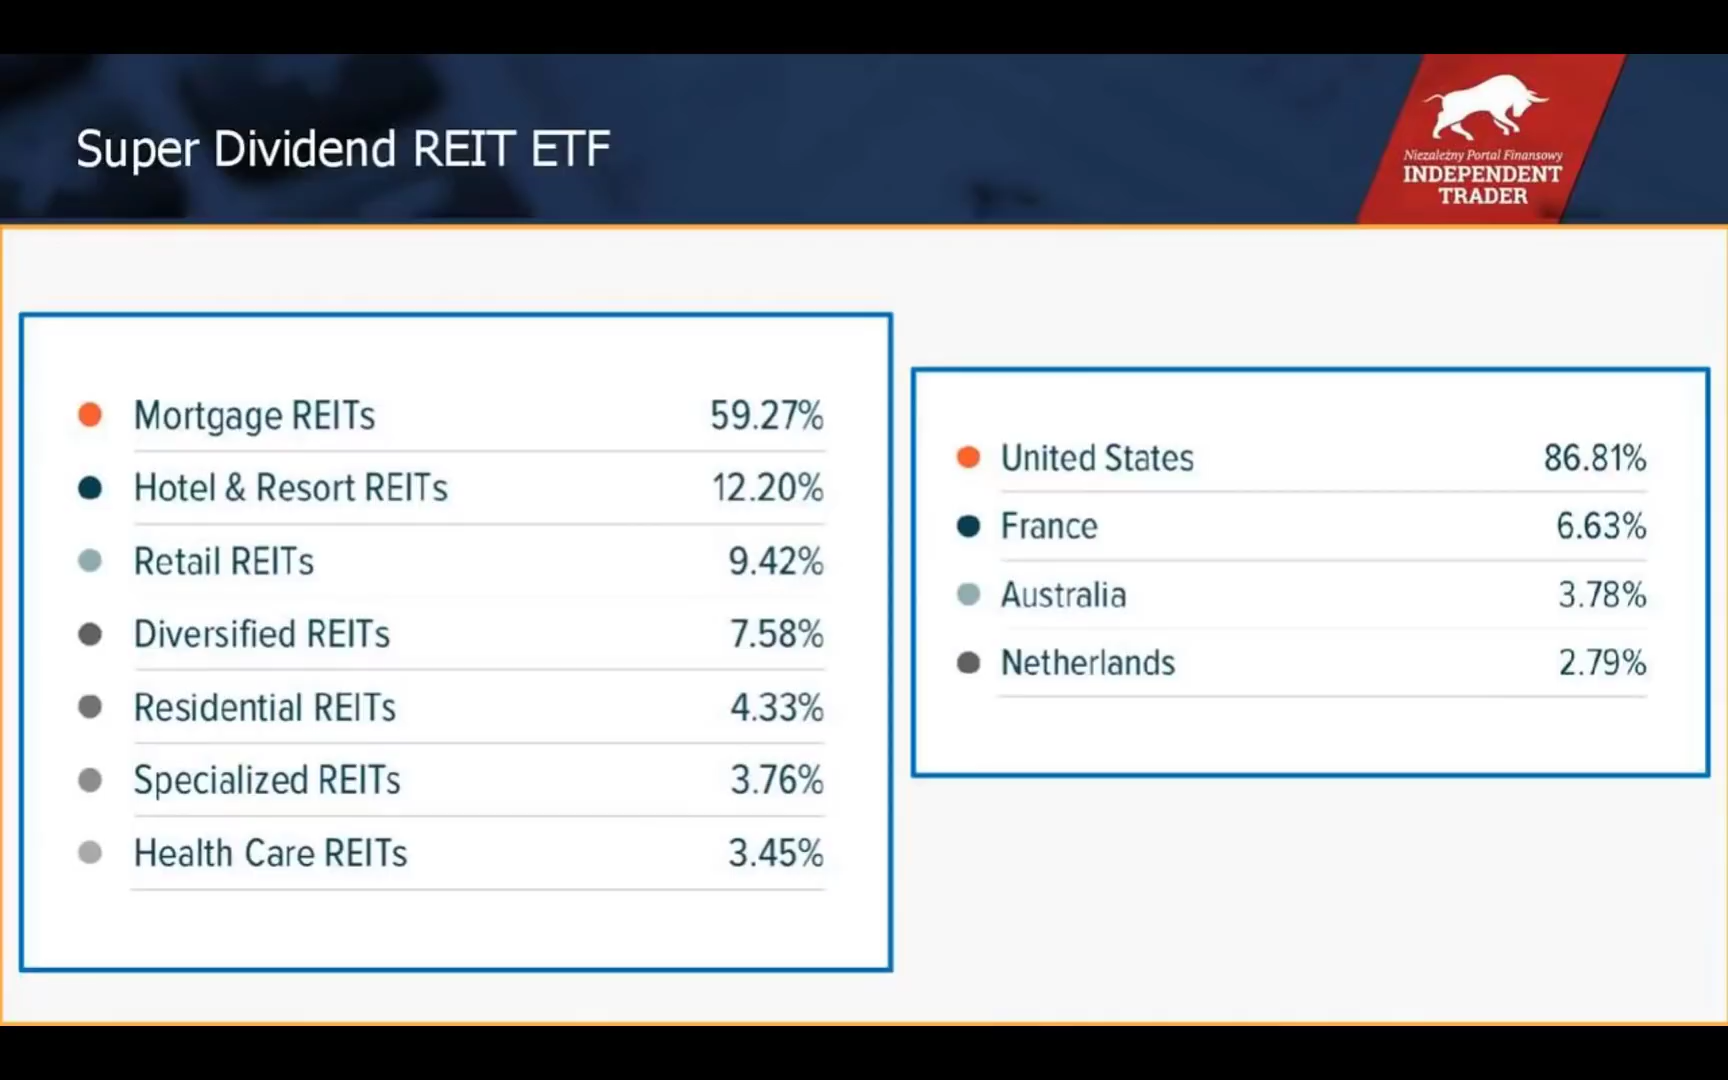 Super Dividend REIT ETF
Niezależny Portal Finansowy
INDEPENDENT
TRADER
Mortgage REITs 59.27%
Hotel & Resort REITs 12.20%
Retail REITs 9.42%
Diversified REITs 7.58%
Residential REITs 4.33%
Specialized REITs 3.76%
Health Care REITs 3.45%
United States 86.81%
France 6.63%
Australia 3.78%
Netherlands 2.79%